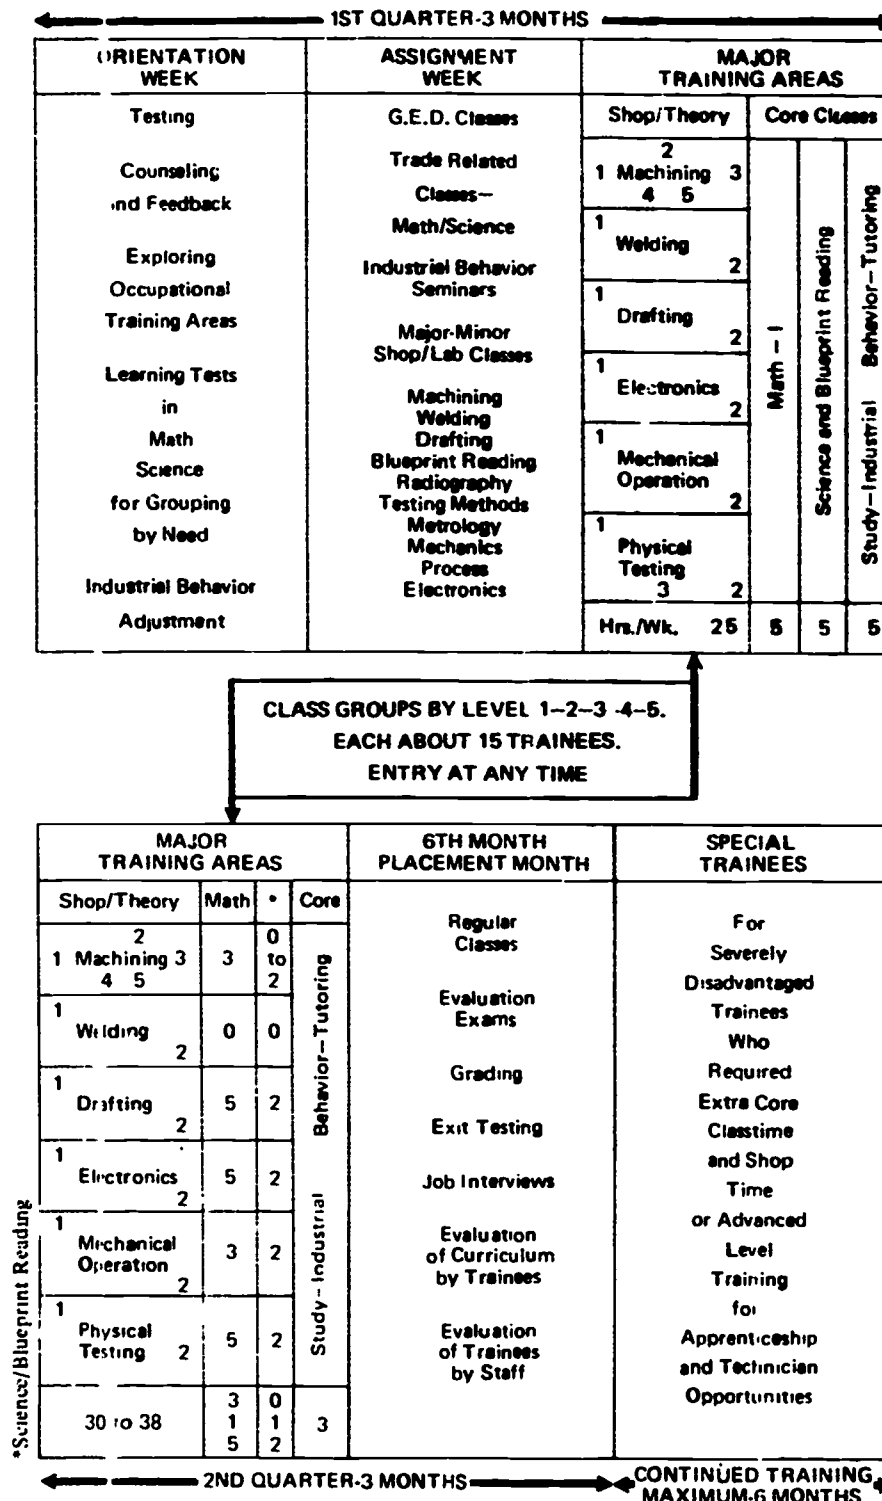 1ST QUARTER-3 MONTHS
ORIENTATION
WEEK
Testing
Counseling
and Feedback
Exploring
Occupational
Training Areas
Learning Tests
in
Math
Science
for Grouping
by Need
Industrial Behavior
Adjustment
ASSIGNMENT
WEEK
G.E.D. Classes
Trade Related
Classes—
Math/Science
Industrial Behavior
Seminars
Major-Minor
Shop/Lab Classes
Machining
Welding
Drafting
Blueprint Reading
Radiography
Testing Methods
Metrology
Mechanics
Process
Electronics
MAJOR
TRAINING AREAS
Shop/Theory Core Classes
2
1 Machining 3
4 5
1
Welding
2
1
Drafting
2
1
Electronics
2
1
Mechanical
Operation
2
1
Physical
Testing
3 2
Math – I
Science and Blueprint Reading
Study–Industrial Behavior–Tutoring
Hrs./Wk. 25 5 5 5
CLASS GROUPS BY LEVEL 1–2–3-4–5.
EACH ABOUT 15 TRAINEES.
ENTRY AT ANY TIME
MAJOR
TRAINING AREAS
Shop/Theory Math * Core
2
1 Machining 3
4 5
3
0
to
2
1
Welding
2
0 0
1
Drafting
2
5 2
1
Electronics
2
5 2
1
Mechanical
Operation
2
3 2
1
Physical
Testing 2
5 2
Study–Industrial Behavior–Tutoring
30 to 38
3
1
5
0
1
2
3
*Science/Blueprint Reading
6TH MONTH
PLACEMENT MONTH
Regular
Classes
Evaluation
Exams
Grading
Exit Testing
Job Interviews
Evaluation
of Curriculum
by Trainees
Evaluation
of Trainees
by Staff
SPECIAL
TRAINEES
For
Severely
Disadvantaged
Trainees
Who
Required
Extra Core
Classtime
and Shop
Time
or Advanced
Level
Training
for
Apprenticeship
and Technician
Opportunities
2ND QUARTER-3 MONTHS
CONTINUED TRAINING
MAXIMUM-6 MONTHS